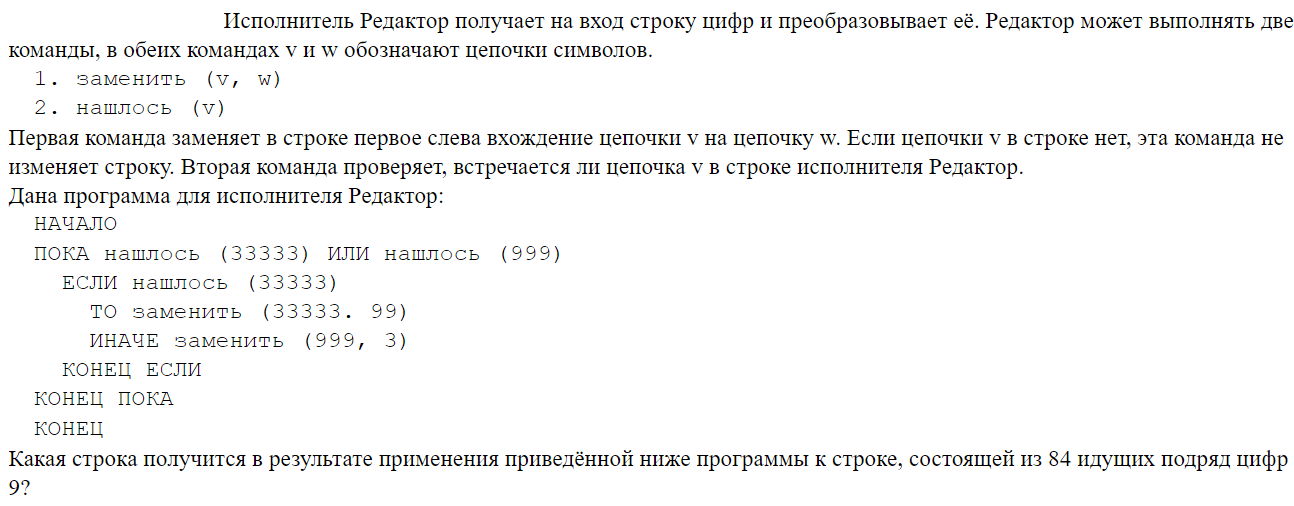 Исполнитель Редактор получает на вход строку цифр и преобразовывает её. Редактор может выполнять две
команды, в обеих командах v и w обозначают цепочки символов.
1. заменить (v, w)
2. нашлось (v)
Первая команда заменяет в строке первое слева вхождение цепочки v на цепочку w. Если цепочки v в строке нет, эта команда не
изменяет строку. Вторая команда проверяет, встречается ли цепочка v в строке исполнителя Редактор.
Дана программа для исполнителя Редактор:
НАЧАЛО
ПОКА нашлось (33333) ИЛИ нашлось (999)
ЕСЛИ нашлось (33333)
ТО заменить (33333. 99)
ИНАЧЕ заменить (999, 3)
КОНЕЦ ЕСЛИ
КОНЕЦ ПОКА
КОНЕЦ
Какая строка получится в результате применения приведённой ниже программы к строке, состоящей из 84 идущих подряд цифр
9?